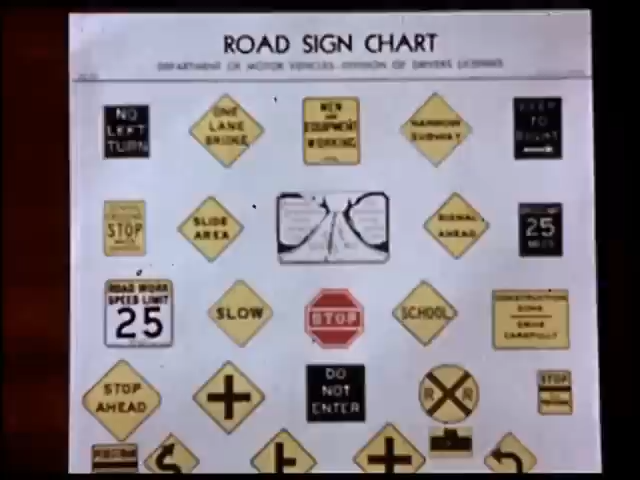 ROAD SIGN CHART
DEPARTMENT OF MOTOR VEHICLES DIVISION OF DRIVERS LICENSES
NO
LEFT
TURN
ONE
LANE
BRIDGE
MEN
AND
EQUIPMENT
WORKING
NARROW
SUBWAY
KEEP
TO
RIGHT
STOP
SLIDE
AREA
SIGNAL
AHEAD
25
ROAD WORK
SPEED LIMIT
25
SLOW
STOP
SCHOOL
CONSTRUCTION
ZONE
DRIVE
CAREFULLY
STOP
AHEAD
DO
NOT
ENTER
R R
STOP